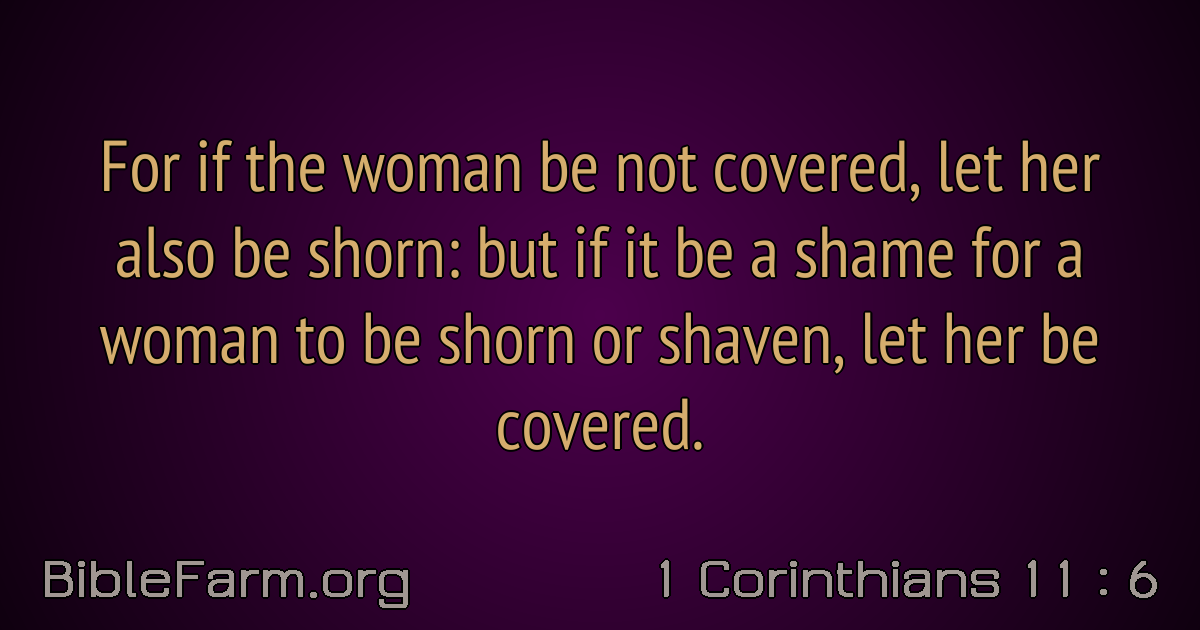 For if the woman be not covered, let her
also be shorn: but if it be a shame for a
woman to be shorn or shaven, let her be
covered.
BibleFarm.org
1 Corinthians 11 : 6